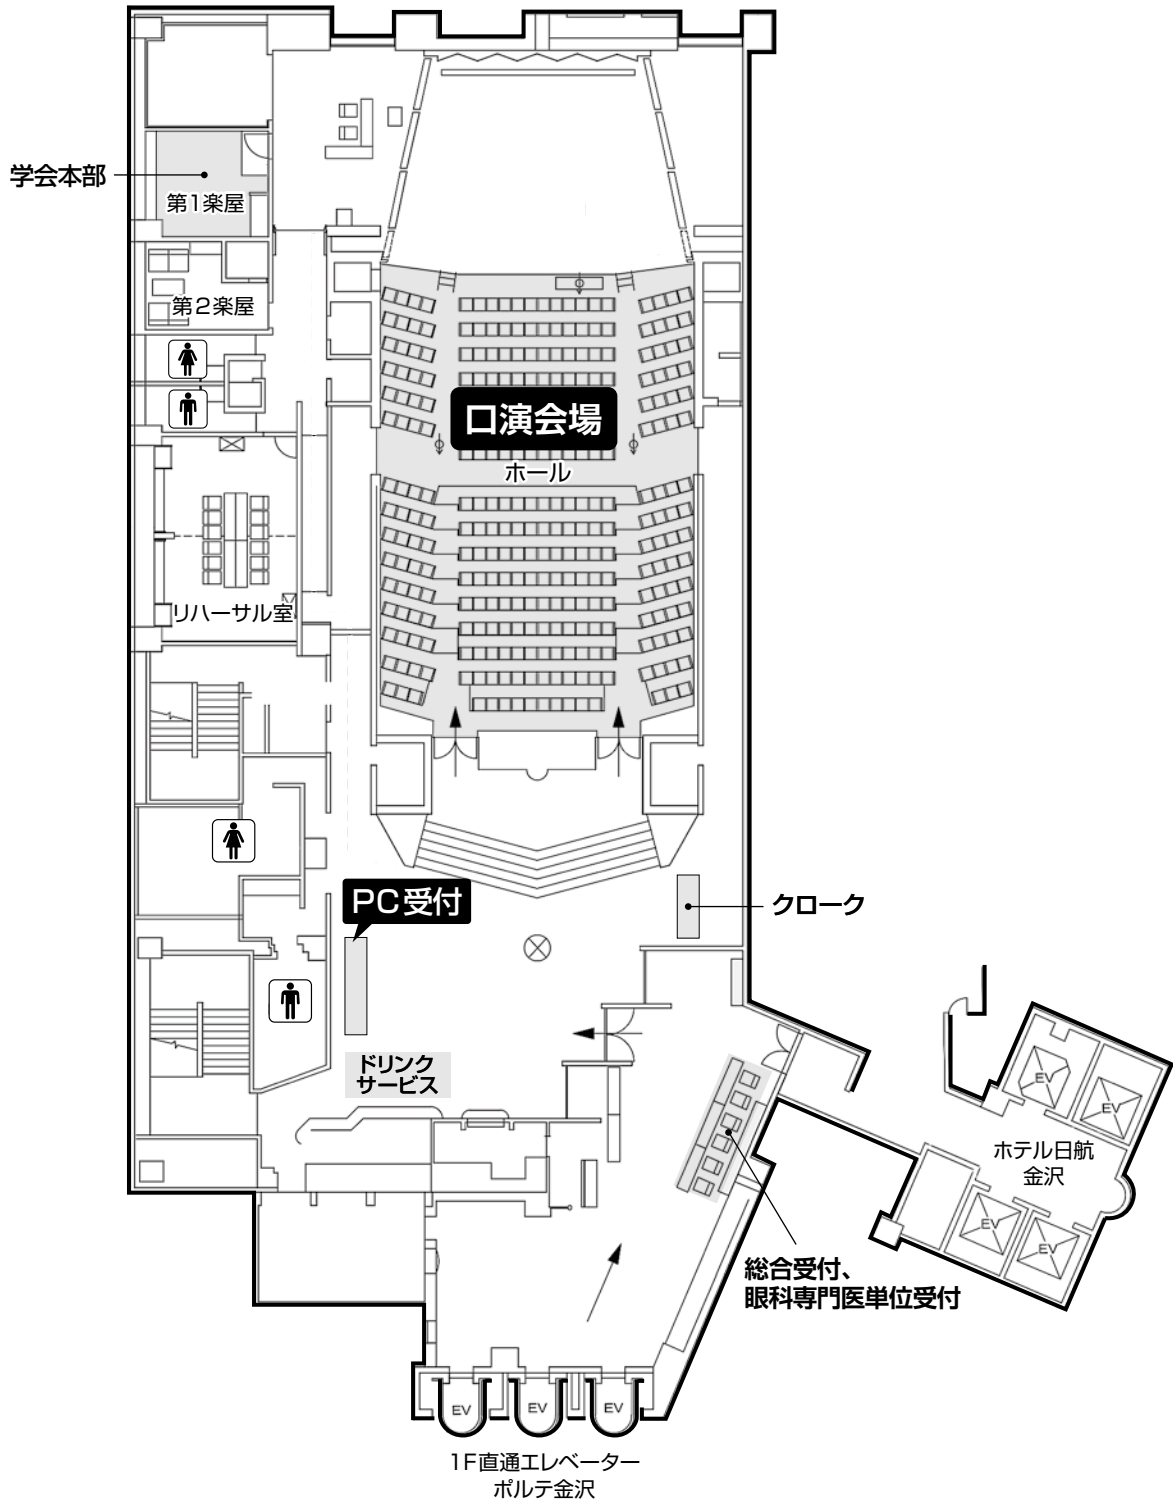 学会本部
第1楽屋
第2楽屋
口演会場
ホール
リハーサル室
PC受付
クローク
ドリンク
サービス
EV
EV
ホテル日航
金沢
EV
EV
総合受付、
眼科専門医単位受付
EV
EV
EV
1F直通エレベーター
ポルテ金沢